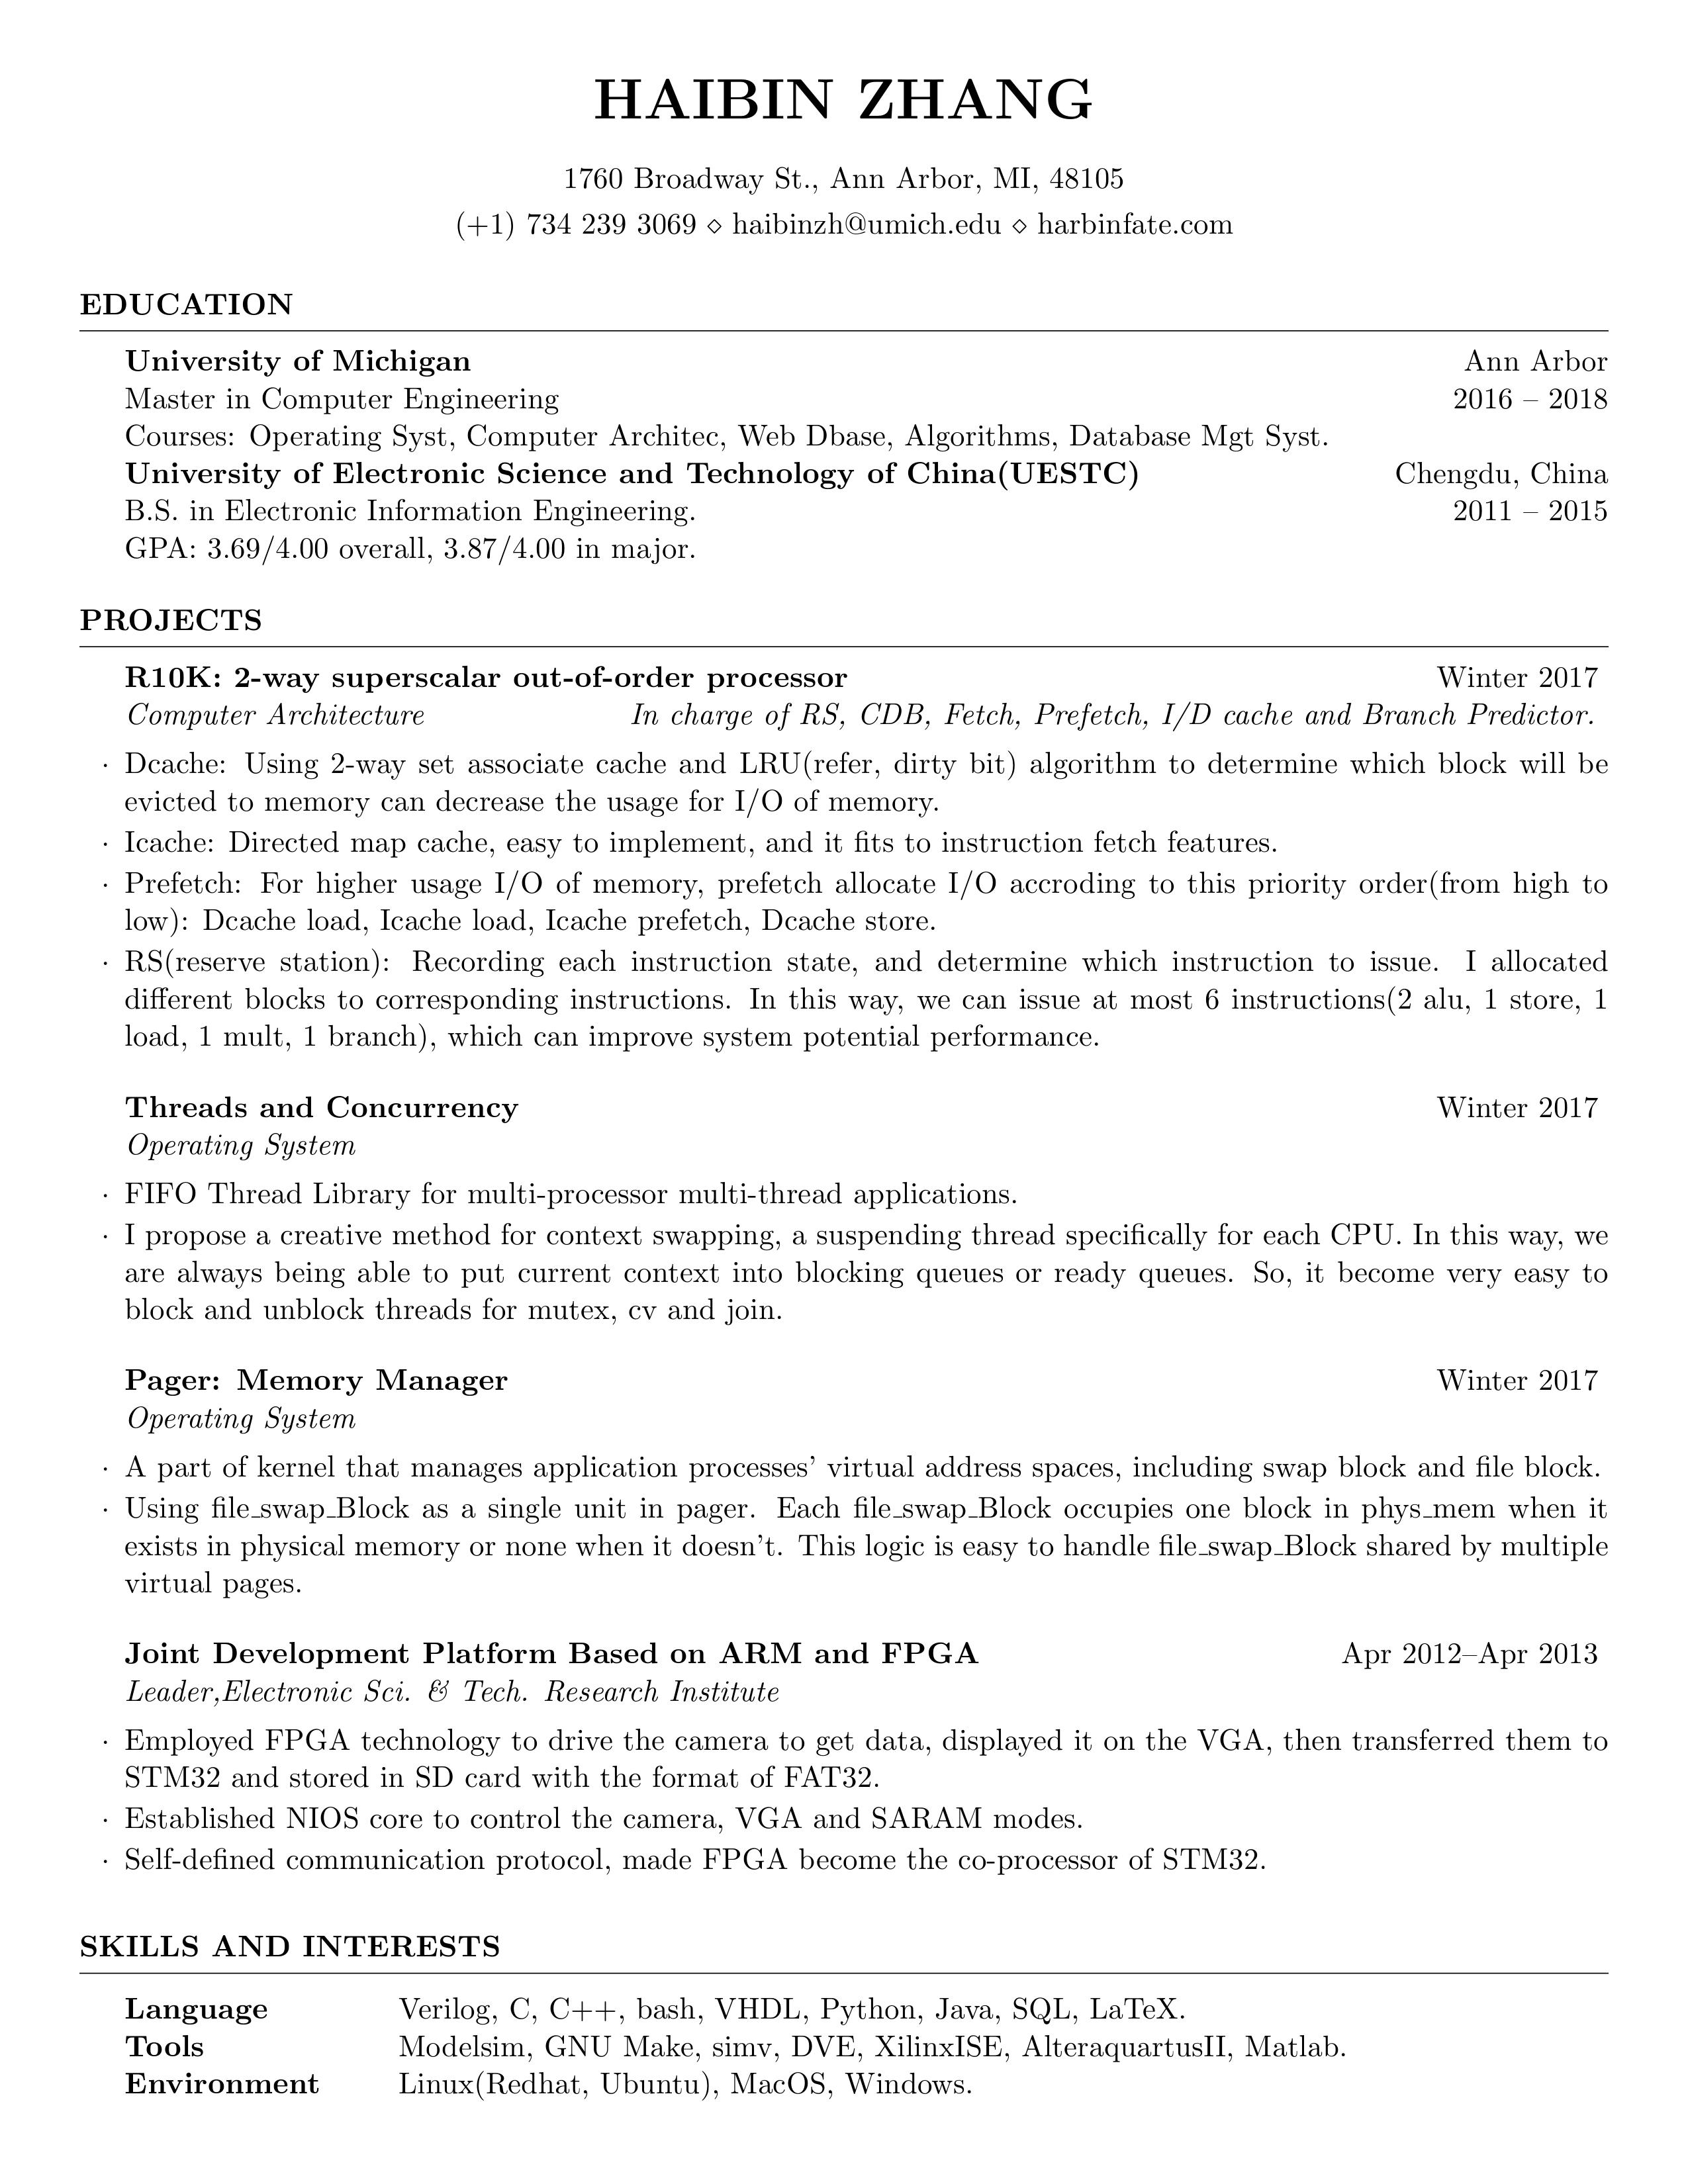 HAIBIN ZHANG
1760 Broadway St., Ann Arbor, MI, 48105
(+1) 734 239 3069 ⋄ haibinzh@umich.edu ⋄ harbinfate.com
EDUCATION
University of Michigan Ann Arbor
Master in Computer Engineering 2016 – 2018
Courses: Operating Syst, Computer Architec, Web Dbase, Algorithms, Database Mgt Syst.
University of Electronic Science and Technology of China(UESTC) Chengdu, China
B.S. in Electronic Information Engineering. 2011 – 2015
GPA: 3.69/4.00 overall, 3.87/4.00 in major.
PROJECTS
R10K: 2-way superscalar out-of-order processor Winter 2017
Computer Architecture In charge of RS, CDB, Fetch, Prefetch, I/D cache and Branch Predictor.
· Dcache: Using 2-way set associate cache and LRU(refer, dirty bit) algorithm to determine which block will be
evicted to memory can decrease the usage for I/O of memory.
· Icache: Directed map cache, easy to implement, and it fits to instruction fetch features.
· Prefetch: For higher usage I/O of memory, prefetch allocate I/O accroding to this priority order(from high to
low): Dcache load, Icache load, Icache prefetch, Dcache store.
· RS(reserve station): Recording each instruction state, and determine which instruction to issue. I allocated
different blocks to corresponding instructions. In this way, we can issue at most 6 instructions(2 alu, 1 store, 1
load, 1 mult, 1 branch), which can improve system potential performance.
Threads and Concurrency Winter 2017
Operating System
· FIFO Thread Library for multi-processor multi-thread applications.
· I propose a creative method for context swapping, a suspending thread specifically for each CPU. In this way, we
are always being able to put current context into blocking queues or ready queues. So, it become very easy to
block and unblock threads for mutex, cv and join.
Pager: Memory Manager Winter 2017
Operating System
· A part of kernel that manages application processes' virtual address spaces, including swap block and file block.
· Using file_swap_Block as a single unit in pager. Each file_swap_Block occupies one block in phys_mem when it
exists in physical memory or none when it doesn't. This logic is easy to handle file_swap_Block shared by multiple
virtual pages.
Joint Development Platform Based on ARM and FPGA Apr 2012–Apr 2013
Leader,Electronic Sci. & Tech. Research Institute
· Employed FPGA technology to drive the camera to get data, displayed it on the VGA, then transferred them to
STM32 and stored in SD card with the format of FAT32.
· Established NIOS core to control the camera, VGA and SARAM modes.
· Self-defined communication protocol, made FPGA become the co-processor of STM32.
SKILLS AND INTERESTS
Language Verilog, C, C++, bash, VHDL, Python, Java, SQL, LaTeX.
Tools Modelsim, GNU Make, simv, DVE, XilinxISE, AlteraquartusII, Matlab.
Environment Linux(Redhat, Ubuntu), MacOS, Windows.